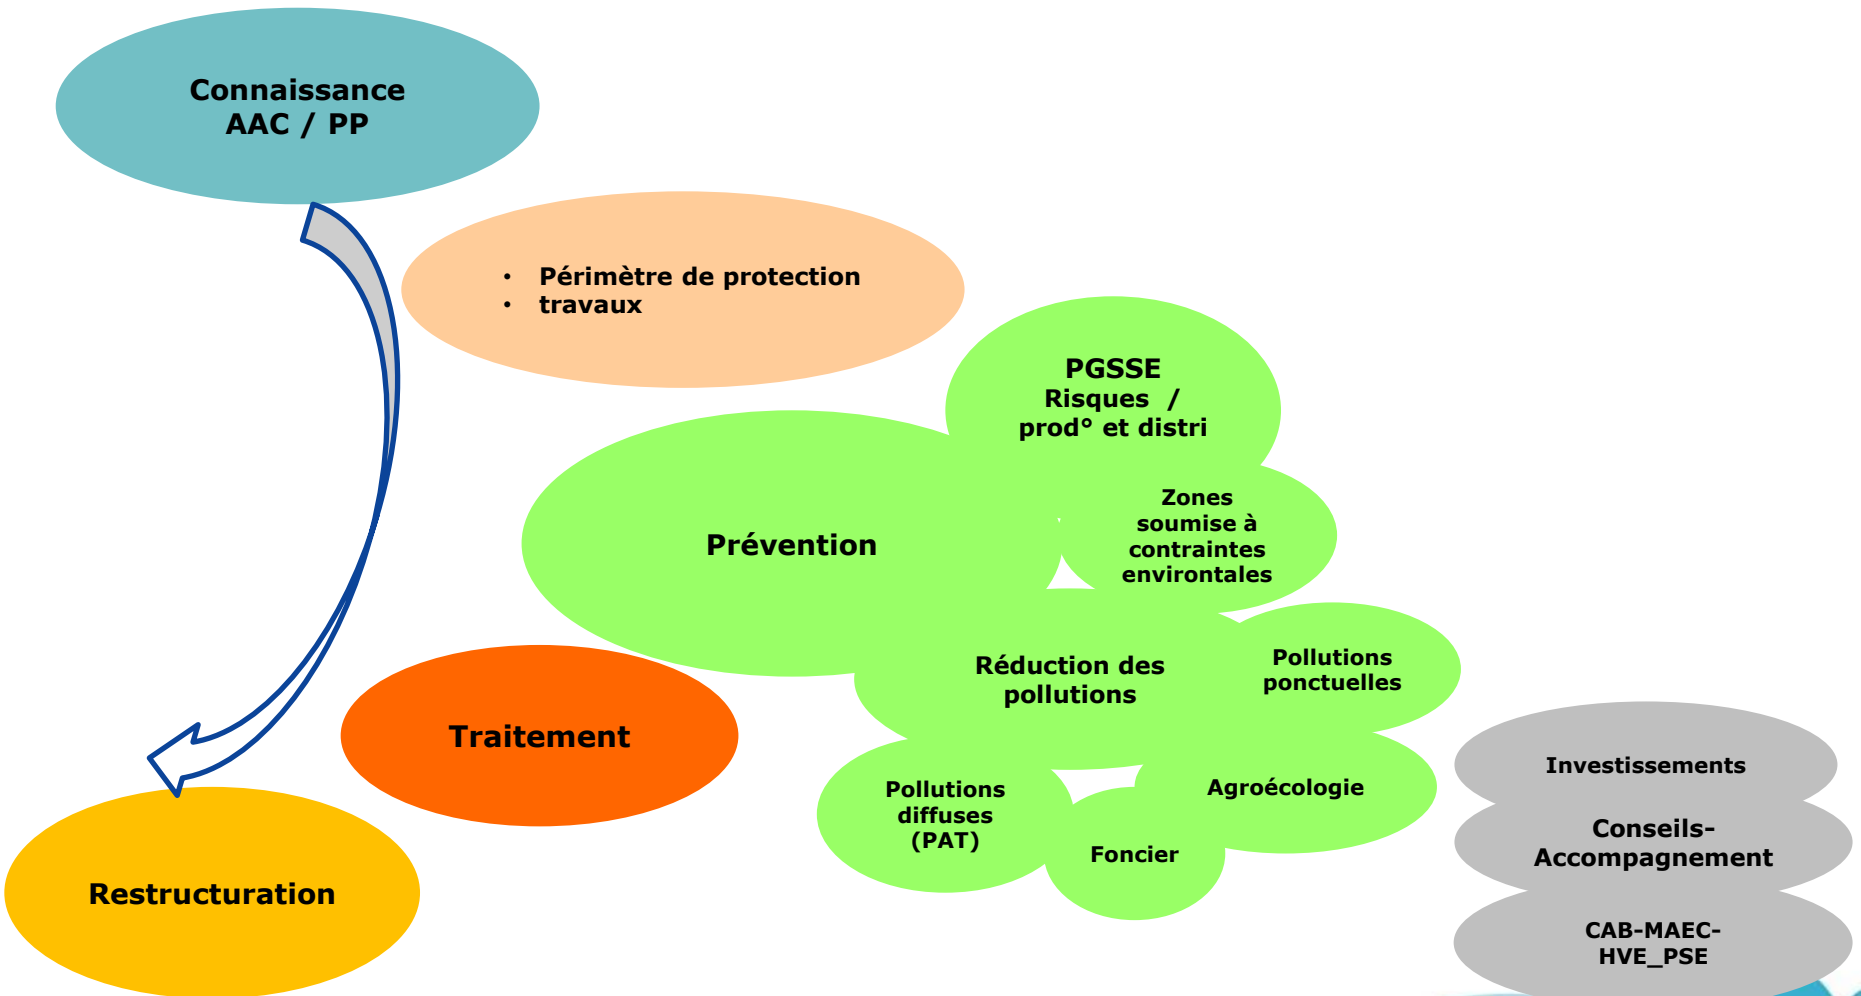 Connaissance
AAC / PP
• Périmètre de protection
• travaux
PGSSE
Risques /
prod° et distri
Prévention
Zones
soumise à
contraintes
environtales
Réduction des
pollutions
Pollutions
ponctuelles
Traitement
Pollutions
diffuses
(PAT)
Agroécologie
Foncier
Investissements
Conseils-
Accompagnement
Restructuration
CAB-MAEC-
HVE_PSE